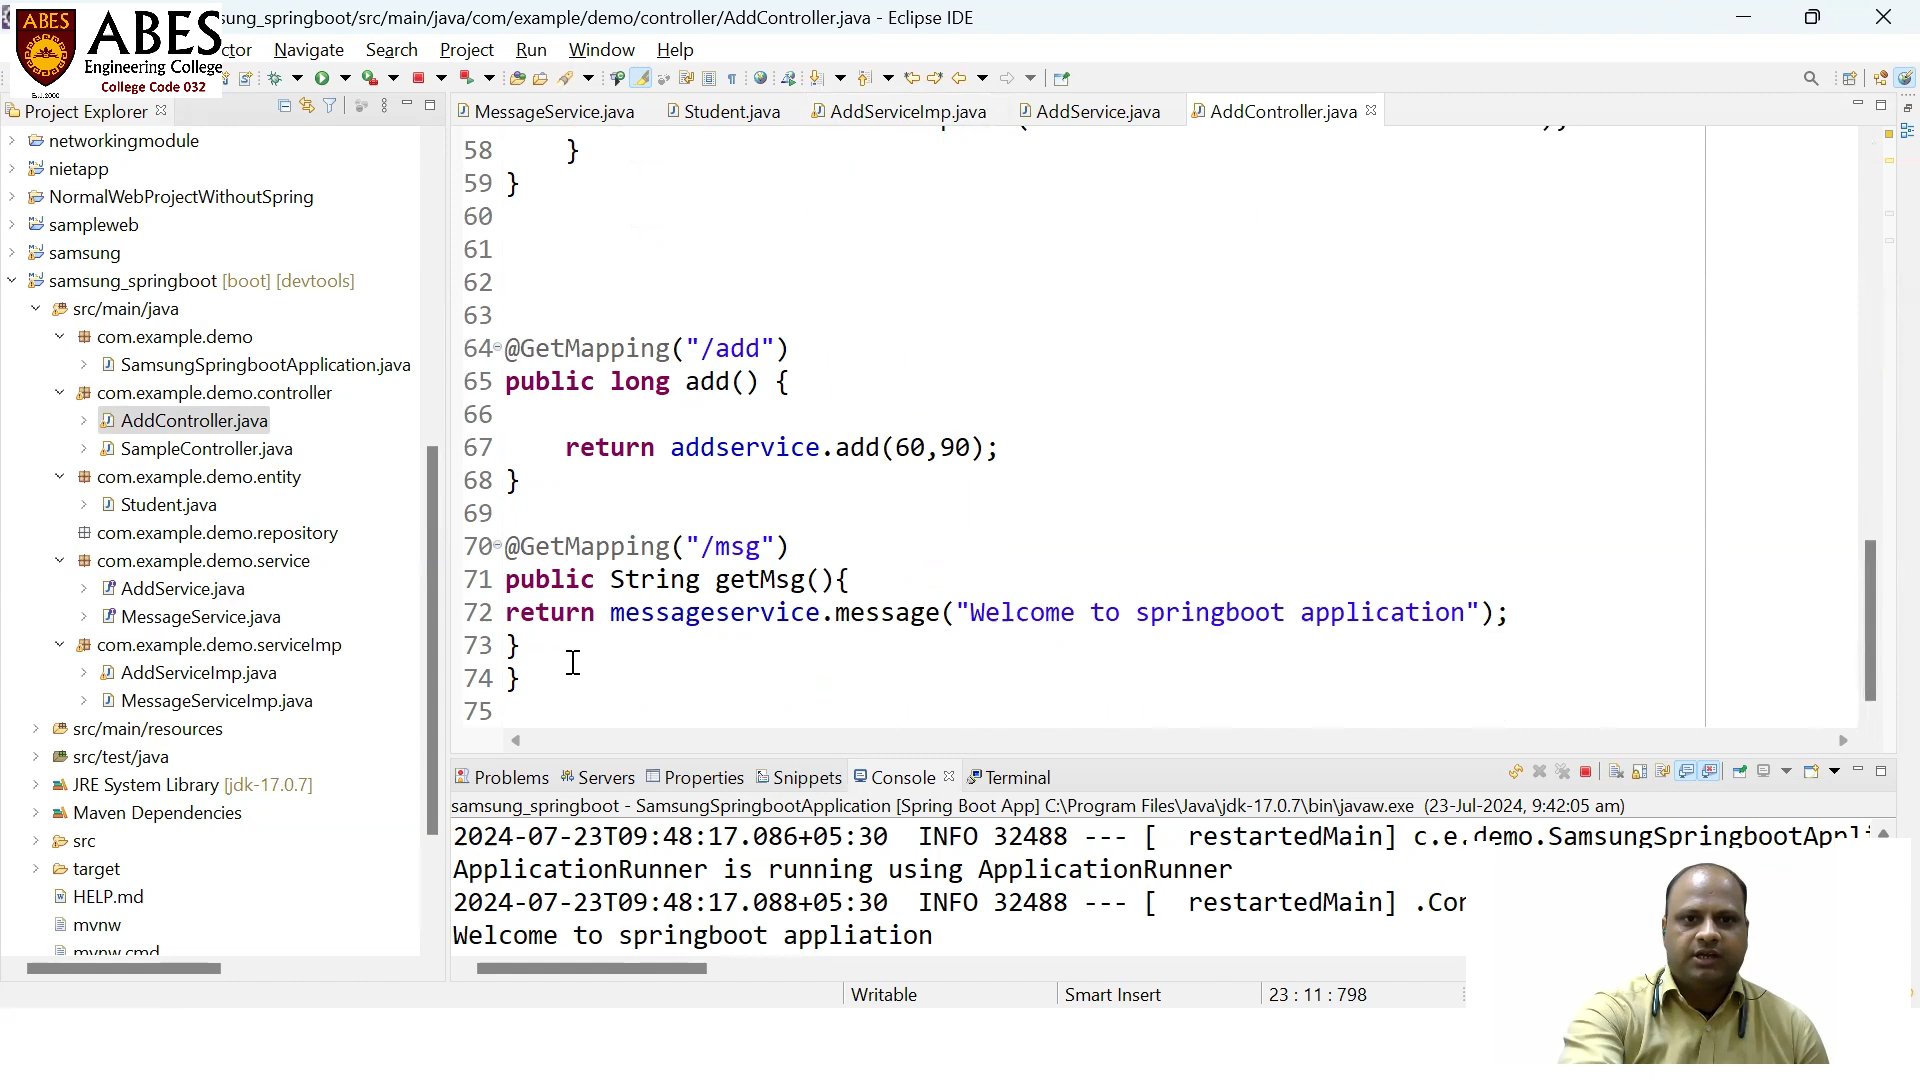 ABES
Engineering College
College Code 032
ABES
Estd.2000
sung_springboot/src/main/java/com/example/demo/controller/AddController.java - Eclipse IDE
ctor Navigate Search Project Run Window Help
Project Explorer
MessageService.java Student.java AddServiceImp.java AddService.java AddController.java
networkingmodule
nietapp
NormalWebProjectWithoutSpring
sampleweb
samsung
samsung_springboot [boot] [devtools]
src/main/java
com.example.demo
SamsungSpringbootApplication.java
com.example.demo.controller
AddController.java
SampleController.java
com.example.demo.entity
Student.java
com.example.demo.repository
com.example.demo.service
AddService.java
MessageService.java
com.example.demo.serviceImp
AddServiceImp.java
MessageServiceImp.java
src/main/resources
src/test/java
JRE System Library [jdk-17.0.7]
Maven Dependencies
src
target
HELP.md
mvnw
mvnw.cmd
58 }
59 }
60
61
62
63
64 @GetMapping("/add")
65 public long add() {
66
67 return addservice.add(60,90);
68 }
69
70 @GetMapping("/msg")
71 public String getMsg(){
72 return messageservice.message("Welcome to springboot application");
73 }
74 }
75
Problems Servers Properties Snippets Console Terminal
samsung_springboot - SamsungSpringbootApplication [Spring Boot App] C:\Program Files\Java\jdk-17.0.7\bin\javaw.exe (23-Jul-2024, 9:42:05 am)
2024-07-23T09:48:17.086+05:30 INFO 32488 --- [ restartedMain] c.e.demo.SamsungSpringbootAppli
ApplicationRunner is running using ApplicationRunner
2024-07-23T09:48:17.088+05:30 INFO 32488 --- [ restartedMain] .Con
Welcome to springboot appliation
Writable Smart Insert 23 : 11 : 798